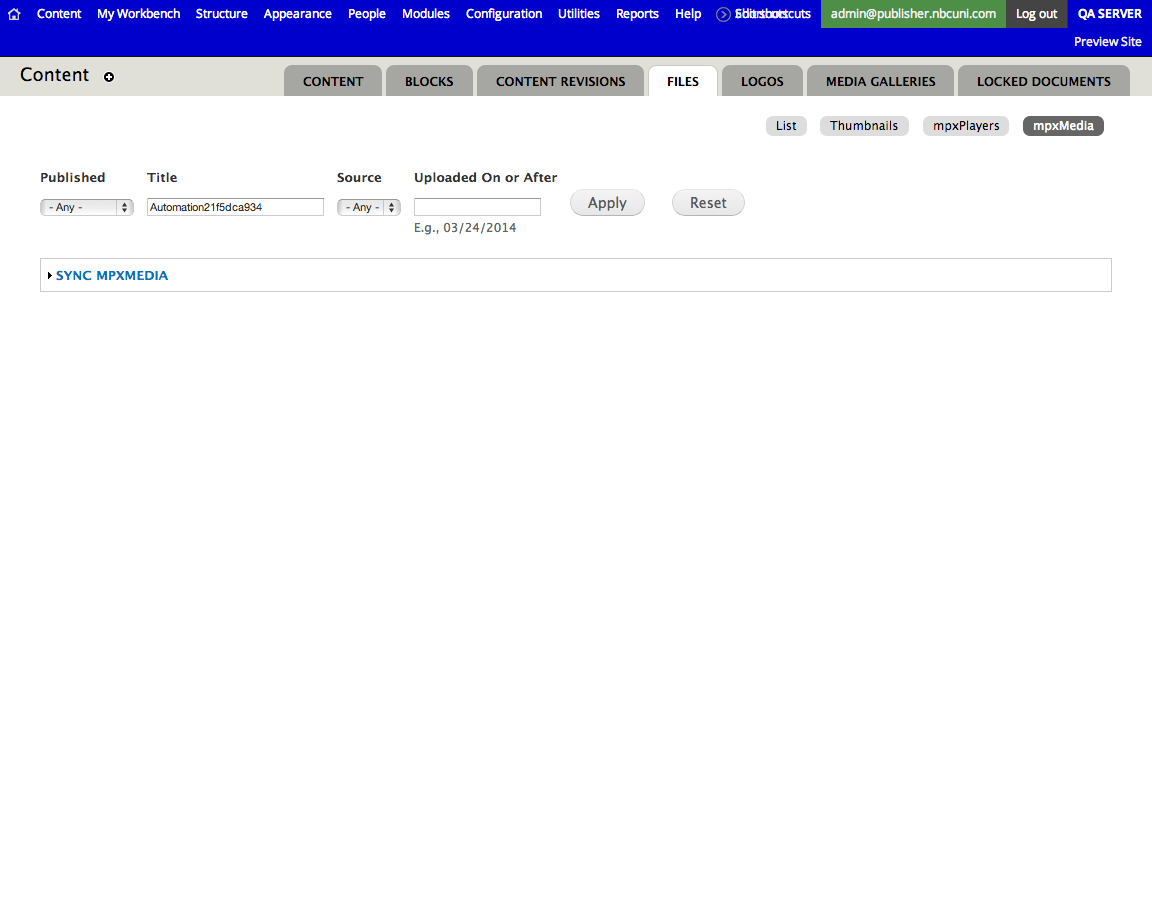 Content My Workbench Structure Appearance People Modules Configuration Utilities Reports Help admin@publisher.nbcuni.com Log out QA SERVER
Preview Site
Content CONTENT BLOCKS CONTENT REVISIONS FILES LOGOS MEDIA GALLERIES LOCKED DOCUMENTS
List Thumbnails mpxPlayers mpxMedia
Published Title Source Uploaded On or After
- Any - Automation21f5dca934 - Any - Apply Reset
E.g., 03/24/2014
SYNC MPXMEDIA